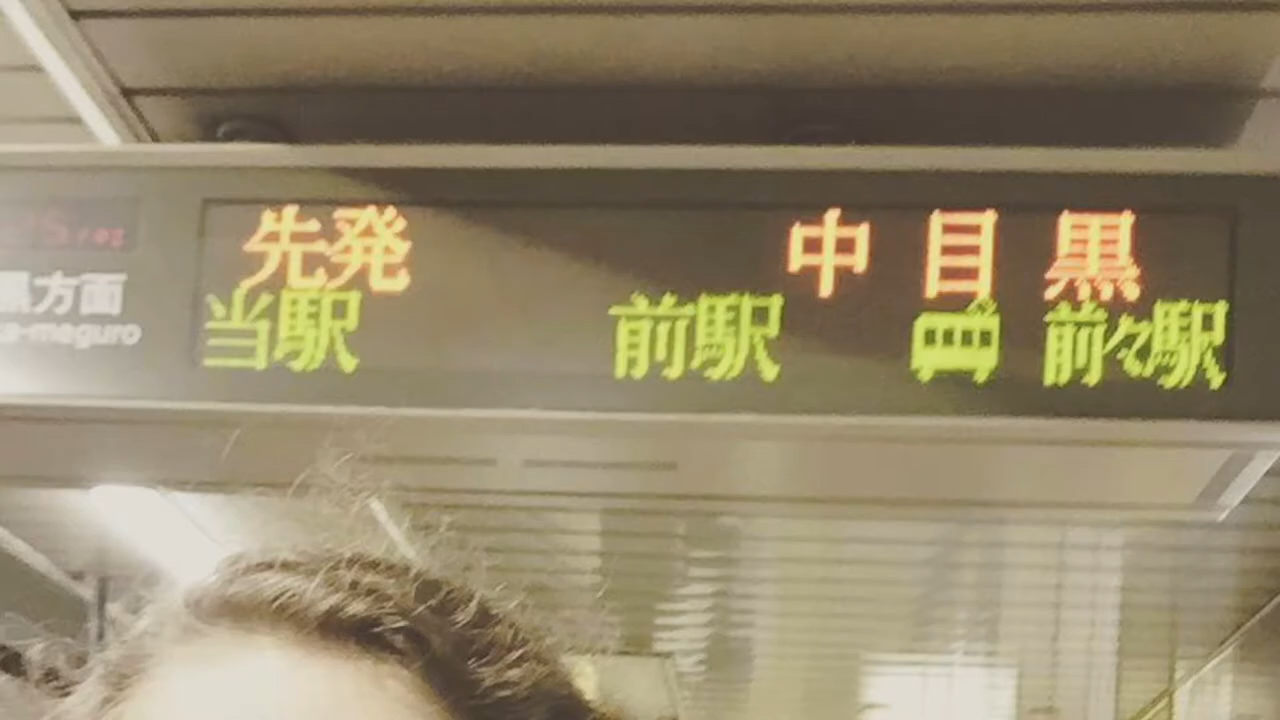 先発 中目黒
当駅 前駅 前々駅
黒方面
a-meguro